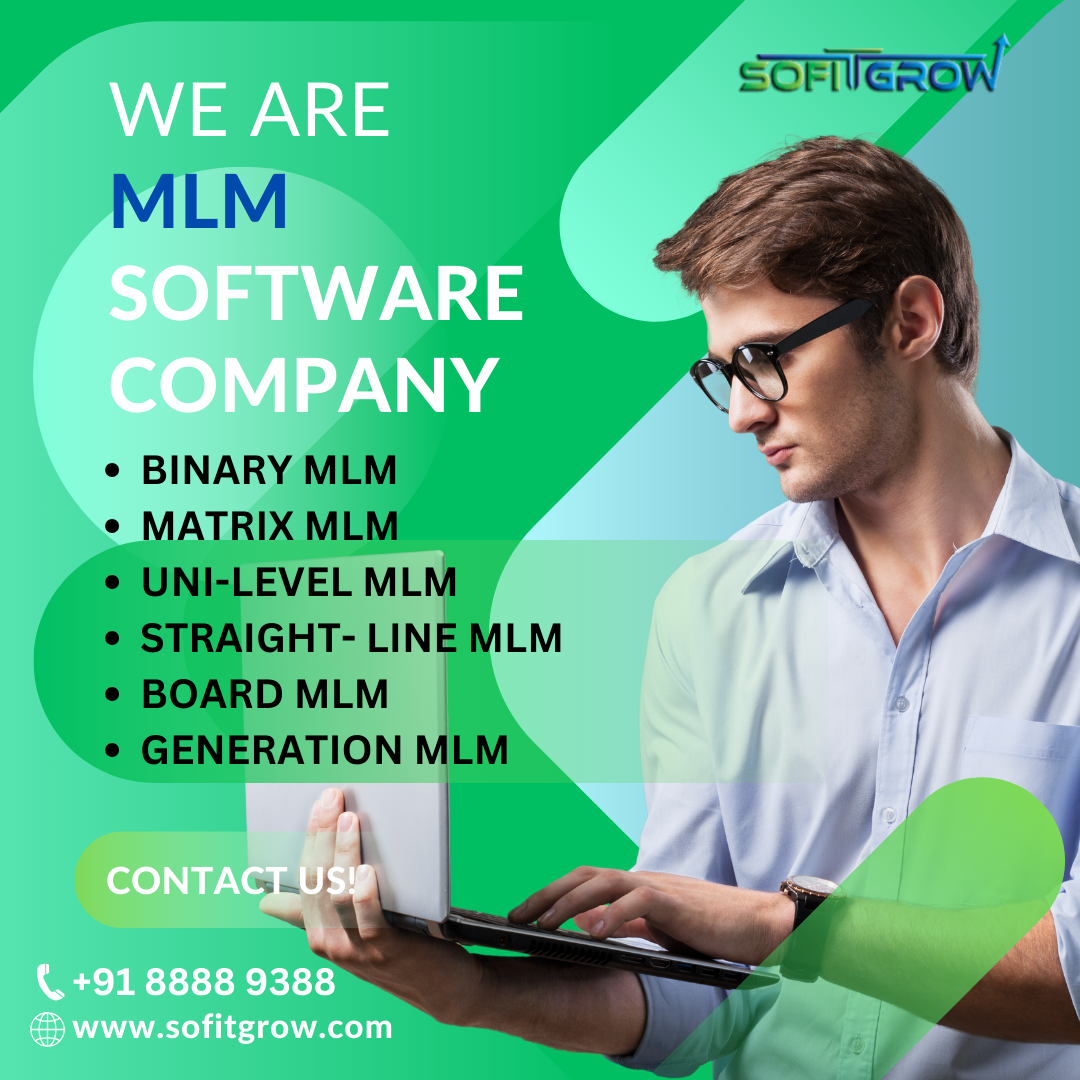 SOFITGROW
WE ARE
MLM
SOFTWARE
COMPANY
• BINARY MLM
• MATRIX MLM
• UNI-LEVEL MLM
• STRAIGHT- LINE MLM
• BOARD MLM
• GENERATION MLM
CONTACT US!
+91 8888 9388
www.sofitgrow.com